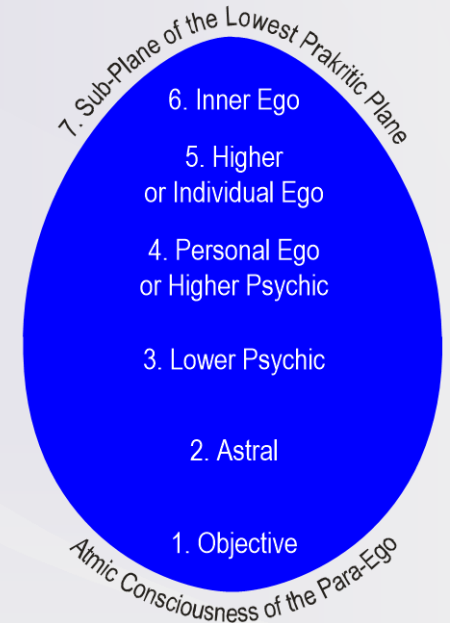 7. Sub-Plane of the Lowest Prakritic Plane
6. Inner Ego
5. Higher
or Individual Ego
4. Personal Ego
or Higher Psychic
3. Lower Psychic
2. Astral
1. Objective
Atmic Consciousness of the Para-Ego